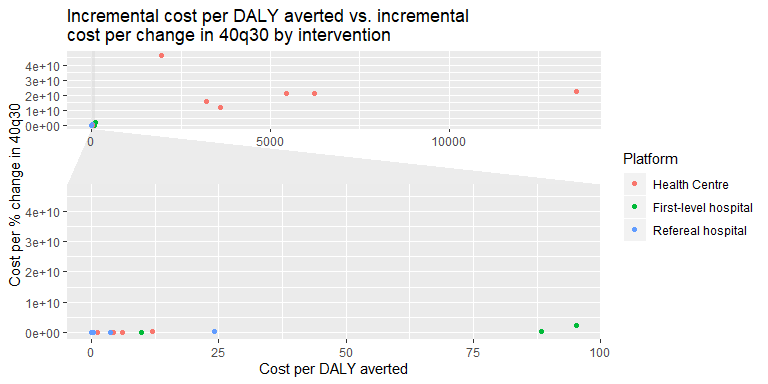 Incremental cost per DALY averted vs. incremental
cost per change in 40q30 by intervention
Cost per % change in 40q30
4e+10
3e+10
2e+10
1e+10
0e+00
0 5000 10000
4e+10
3e+10
2e+10
1e+10
0e+00
0 25 50 75 100
Cost per DALY averted
Platform
Health Centre
First-level hospital
Refereal hospital